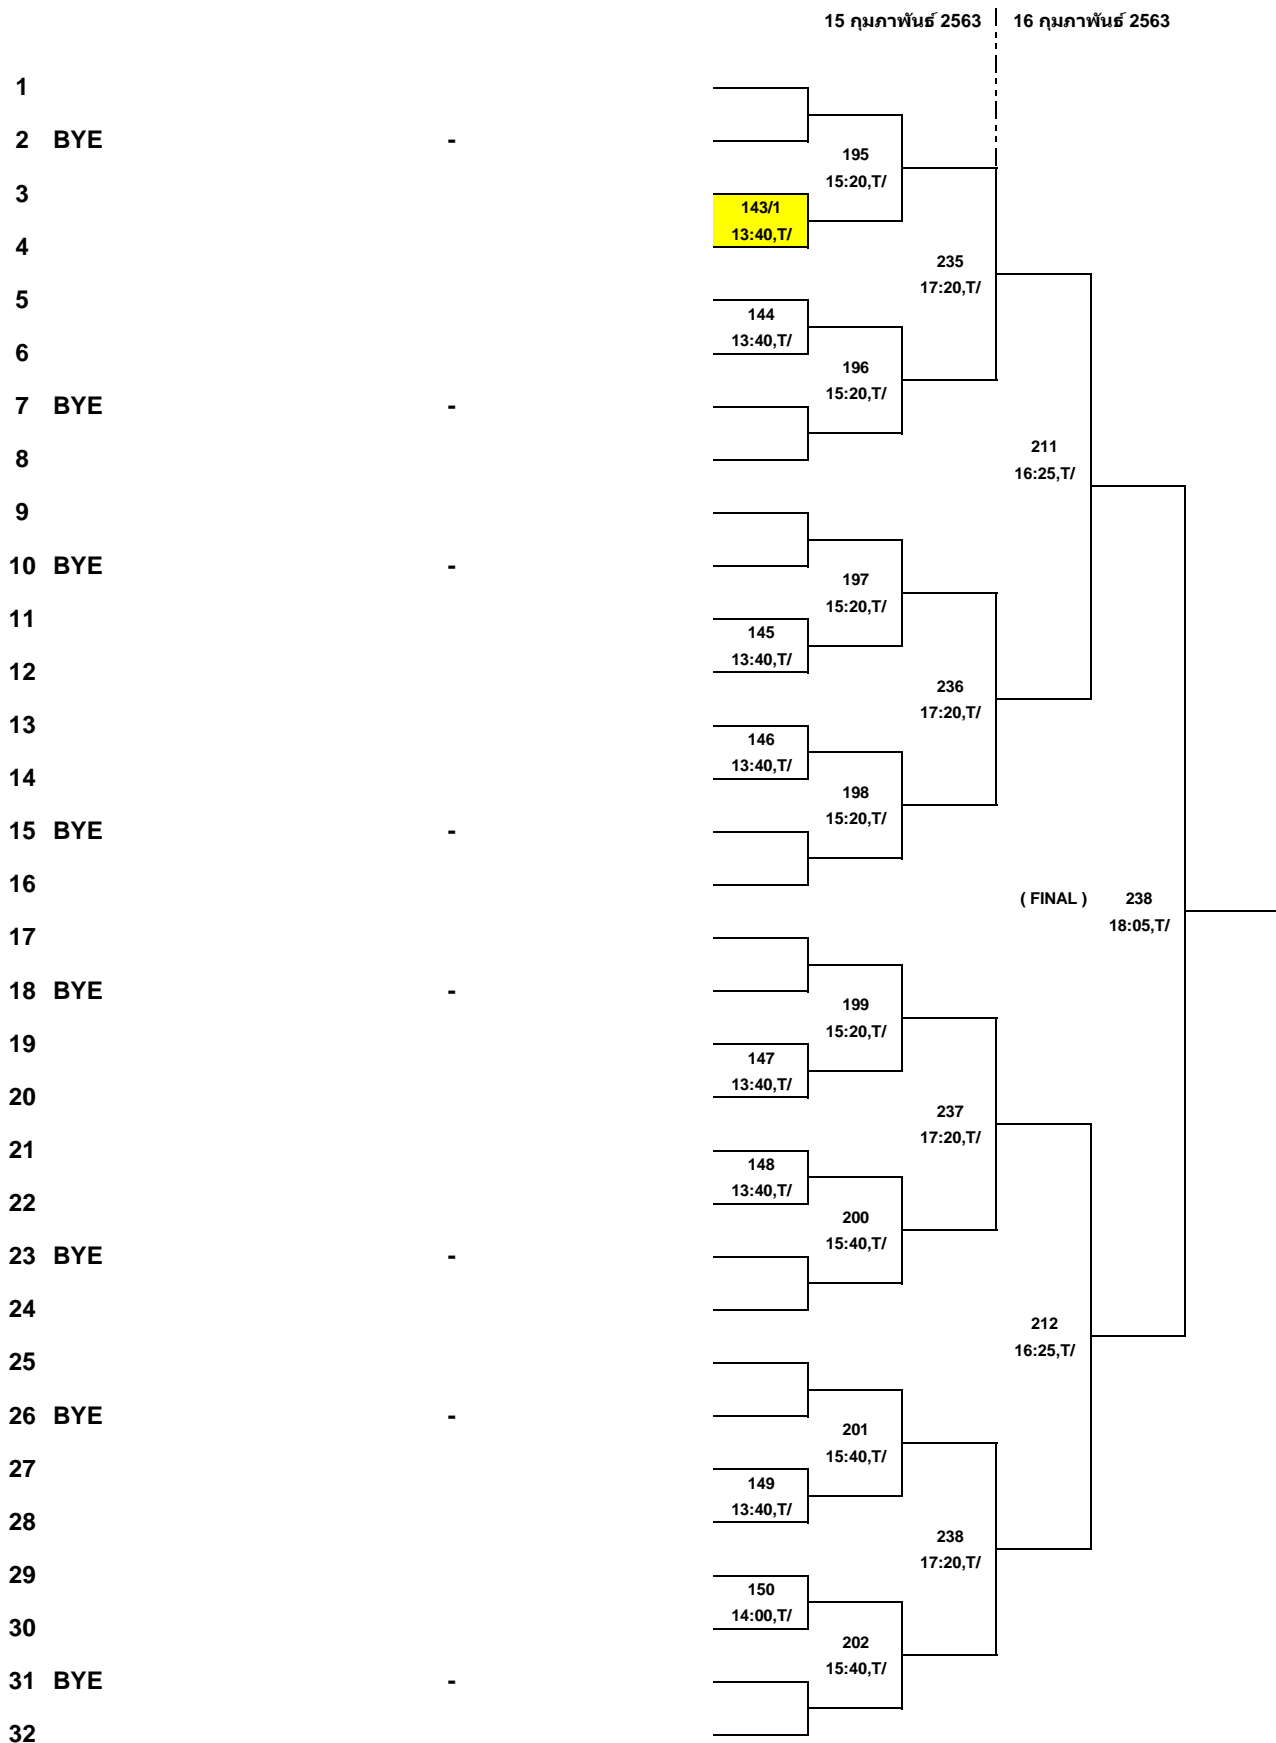 15 กุมภาพันธ์ 2563 16 กุมภาพันธ์ 2563
1
2 BYE -
195
15:20,T/
3
143/1
13:40,T/
4
235
17:20,T/
5
144
13:40,T/
6
196
15:20,T/
7 BYE -
8
211
16:25,T/
9
10 BYE -
197
15:20,T/
11
145
13:40,T/
12
236
17:20,T/
13
146
13:40,T/
14
198
15:20,T/
15 BYE -
16
( FINAL ) 238
18:05,T/
17
18 BYE -
199
15:20,T/
19
147
13:40,T/
20
237
17:20,T/
21
148
13:40,T/
22
200
15:40,T/
23 BYE -
24
212
16:25,T/
25
26 BYE -
201
15:40,T/
27
149
13:40,T/
28
238
17:20,T/
29
150
14:00,T/
30
202
15:40,T/
31 BYE -
32